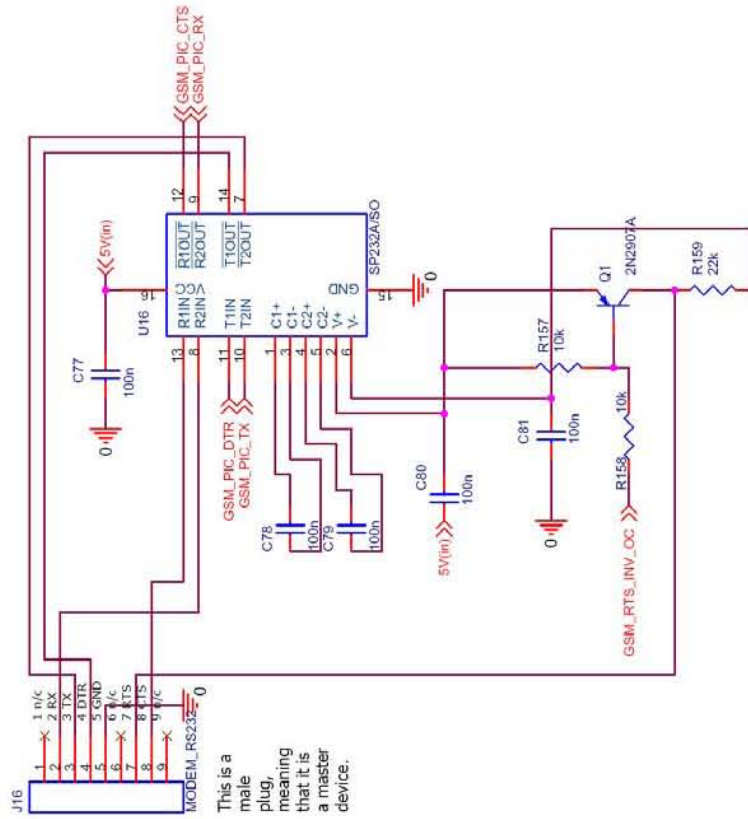 J16
1
2
3
4
5
6
7
8
9
1 n/c
2 RX
3 TX
4 DTR
5 GND
6 n/c
7 RTS
8 CTS
9 n/c
MODEM_RS232
0
This is a
male
plug,
meaning
that it is
a master
device.
5V(in)
C77
100n
0
U16
16
VCC
13
R1IN
R1OUT
12
GSM_PIC_CTS
8
R2IN
R2OUT
9
GSM_PIC_RX
GSM_PIC_DTR
11
T1IN
T1OUT
14
GSM_PIC_TX
10
T2IN
T2OUT
7
1
C1+
3
C1-
4
C2+
5
C2-
2
V+
6
V-
GND
15
0
SP232A/SO
C78
100n
C79
100n
5V(in)
C80
100n
0
C81
100n
R157
10k
R158
10k
GSM_RTS_INV_OC
Q1
2N2907A
R159
22k